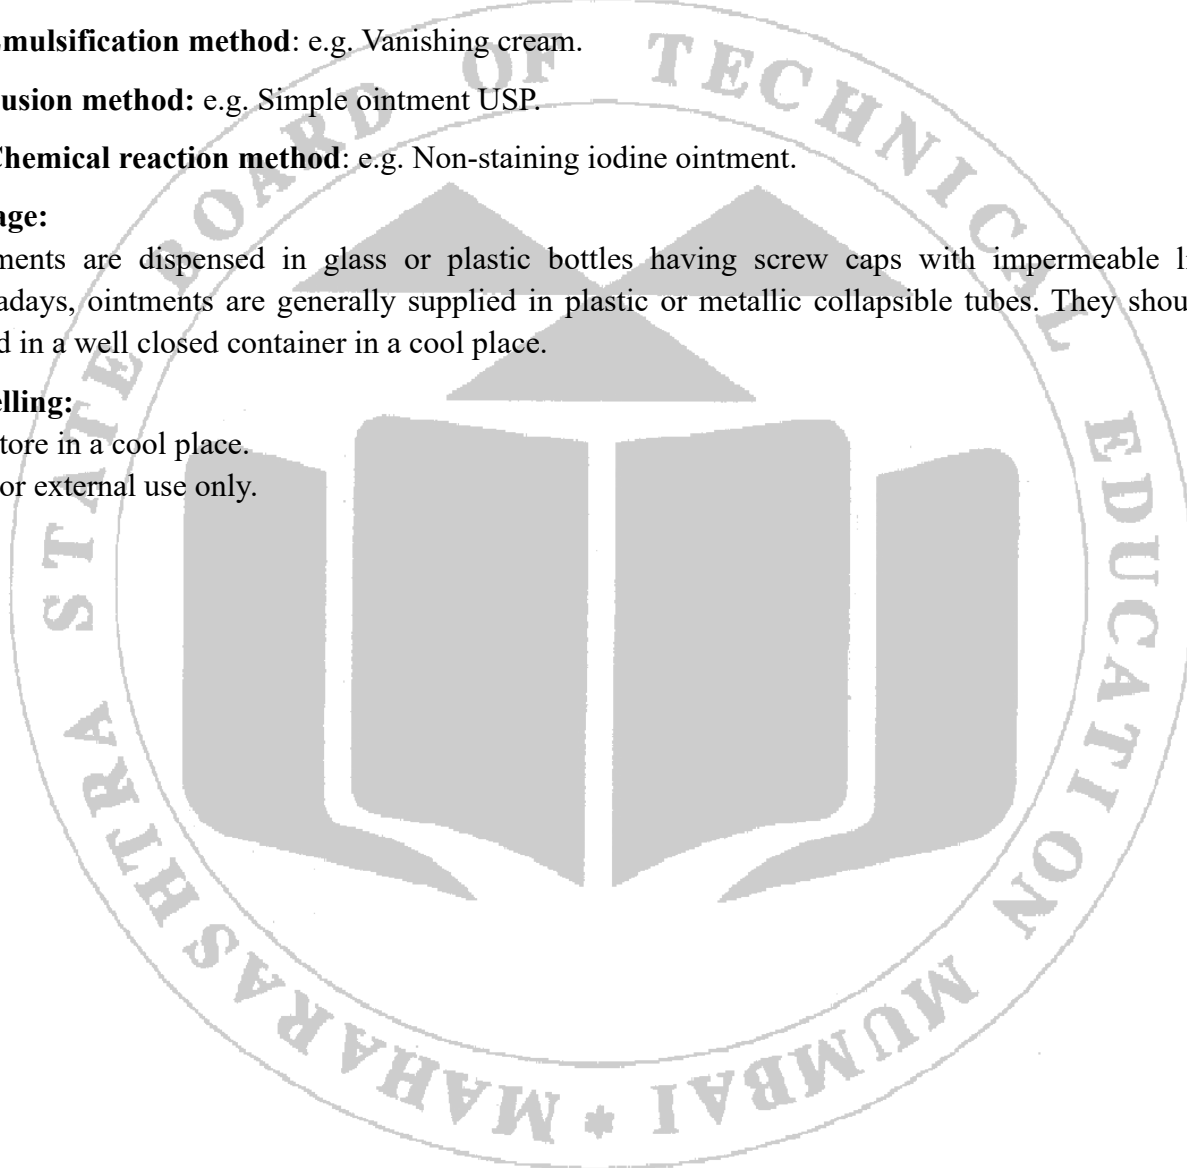 mulsification method: e.g. Vanishing cream.
usion method: e.g. Simple ointment USP.
Chemical reaction method: e.g. Non-staining iodine ointment.
age:
ments are dispensed in glass or plastic bottles having screw caps with impermeable li
adays, ointments are generally supplied in plastic or metallic collapsible tubes. They shou
d in a well closed container in a cool place.
elling:
tore in a cool place.
or external use only.
MAHARASHTRA STATE BOARD OF TECHNICAL EDUCATION MUMBAI *